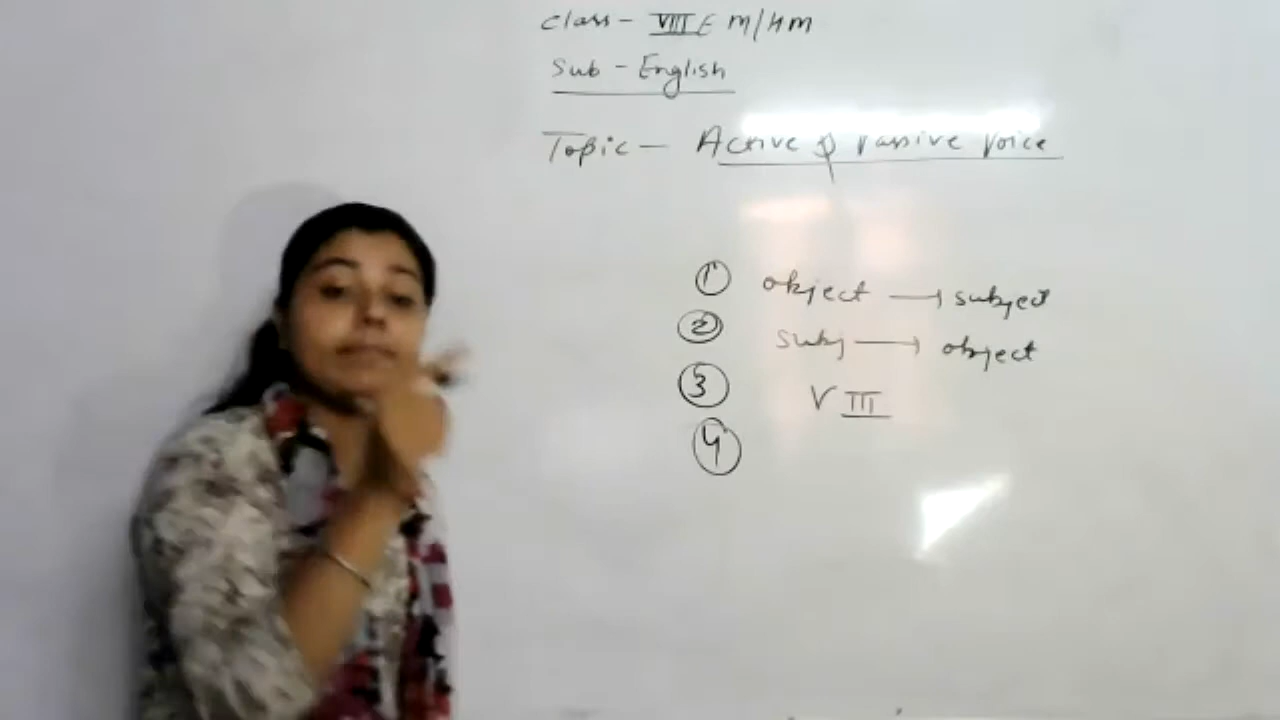 Class - VIII E M/HM
Sub - English
Topic - Active & Passive Voice
① object → subject
② subj → object
③ V III
④